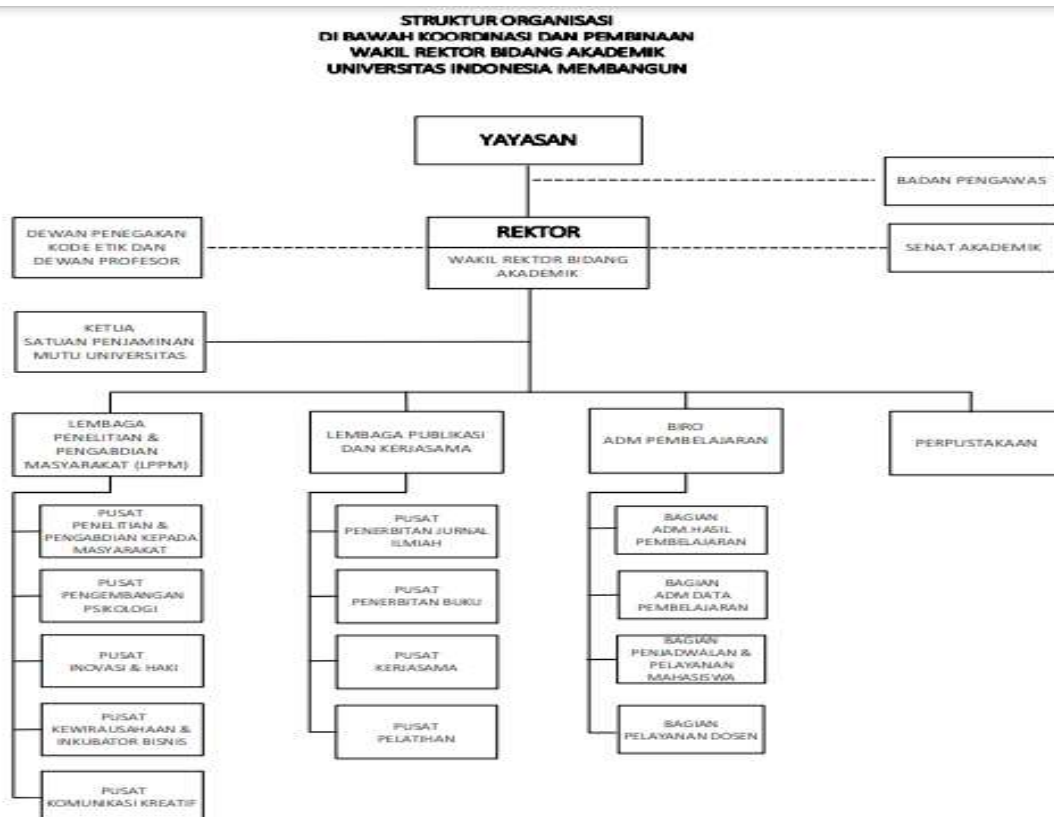 STRUKTUR ORGANISASI
DI BAWAH KOORDINASI DAN PEMBINAAN
WAKIL REKTOR BIDANG AKADEMIK
UNIVERSITAS INDONESIA MEMBANGUN
YAYASAN
BADAN PENGAWAS
DEWAN PENEGAKAN
KODE ETIK DAN
DEWAN PROFESOR
REKTOR
WAKIL REKTOR BIDANG
AKADEMIK
SENAT AKADEMIK
KETUA
SATUAN PENJAMINAN
MUTU UNIVERSITAS
LEMBAGA
PENELITIAN &
PENGABDIAN
MASYARAKAT (LPPM)
LEMBAGA PUBLIKASI
DAN KERJASAMA
BIRO
ADM PEMBELAJARAN
PERPUSTAKAAN
PUSAT
PENELITIAN &
PENGABDIAN KEPADA
MASYARAKAT
PUSAT
PENGEMBANGAN
PSIKOLOGI
PUSAT
INOVASI & HAKI
PUSAT
KEWIRAUSAHAAN &
INKUBATOR BISNIS
PUSAT
KOMUNIKASI KREATIF
PUSAT
PENERBITAN JURNAL
ILMIAH
PUSAT
PENERBITAN BUKU
PUSAT
KERJASAMA
PUSAT
PELATIHAN
BAGIAN
ADM.HASIL
PEMBELAJARAN
BAGIAN
ADM DATA
PEMBELAJARAN
BAGIAN
PENJADWALAN &
PELAYANAN
MAHASISWA
BAGIAN
PELAYANAN DOSEN